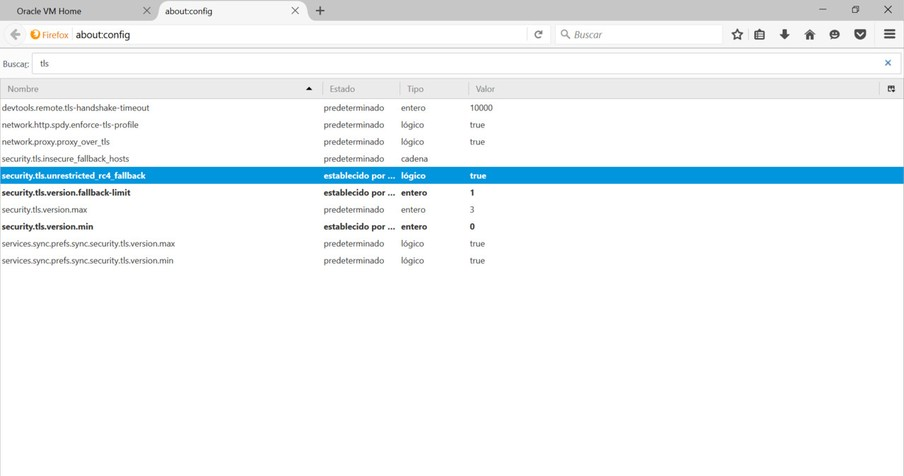 Oracle VM Home
about:config
Firefox about:config
Buscar
Buscar: tls
Nombre Estado Tipo Valor
devtools.remote.tls-handshake-timeout predeterminado entero 10000
network.http.spdy.enforce-tls-profile predeterminado lógico true
network.proxy.proxy_over_tls predeterminado lógico true
security.tls.insecure_fallback_hosts predeterminado cadena
security.tls.unrestricted_rc4_fallback establecido por ... lógico true
security.tls.version.fallback-limit establecido por ... entero 1
security.tls.version.max predeterminado entero 3
security.tls.version.min establecido por ... entero 0
services.sync.prefs.sync.security.tls.version.max predeterminado lógico true
services.sync.prefs.sync.security.tls.version.min predeterminado lógico true